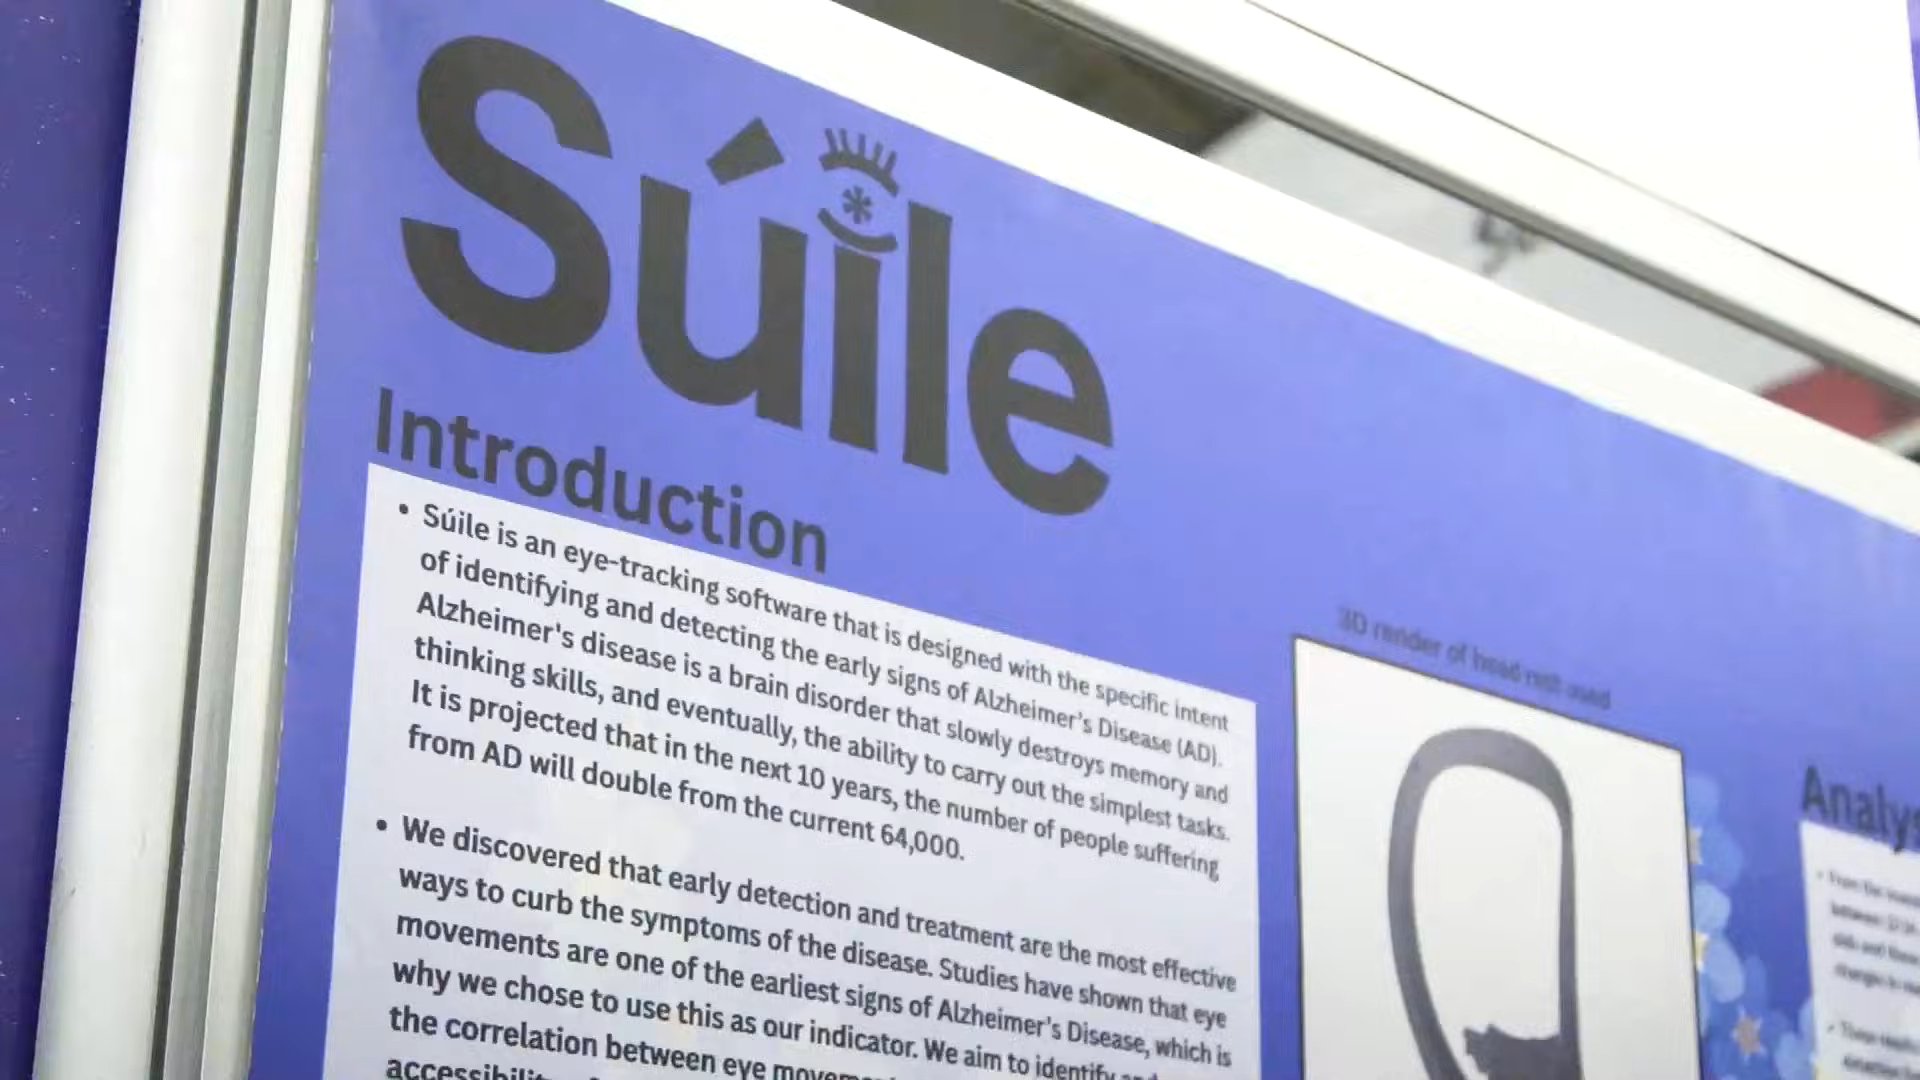 Súile
Introduction
• Súile is an eye-tracking software that is designed with the specific intent
of identifying and detecting the early signs of Alzheimer's Disease (AD).
Alzheimer's disease is a brain disorder that slowly destroys memory and
thinking skills, and eventually, the ability to carry out the simplest tasks.
It is projected that in the next 10 years, the number of people suffering
from AD will double from the current 64,000.
• We discovered that early detection and treatment are the most effective
ways to curb the symptoms of the disease. Studies have shown that eye
movements are one of the earliest signs of Alzheimer's Disease, which is
why we chose to use this as our indicator. We aim to identify and
the correlation between eye
3D render of head rest used